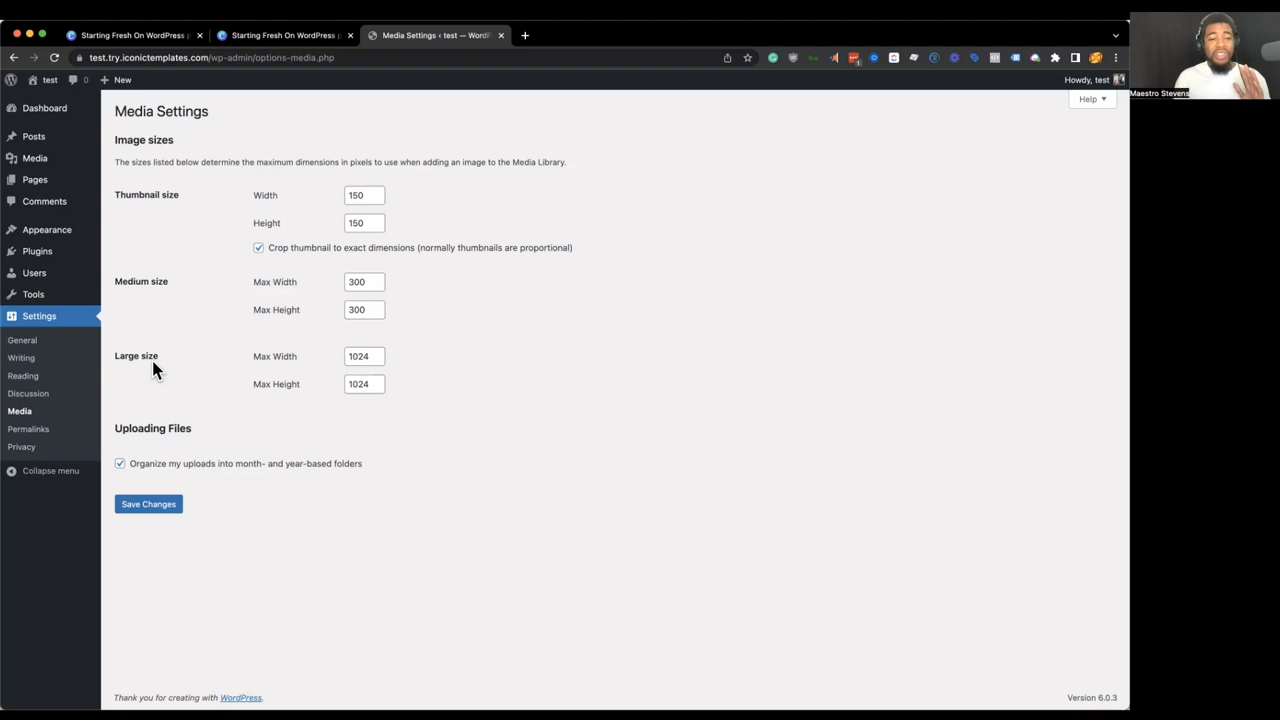 Starting Fresh On WordPress p
Starting Fresh On WordPress p
Media Settings ‹ test — WordP
test.try.iconictemplates.com/wp-admin/options-media.php
test
0
New
Howdy, test
Maestro Stevens
Help
Dashboard
Posts
Media
Pages
Comments
Appearance
Plugins
Users
Tools
Settings
General
Writing
Reading
Discussion
Media
Permalinks
Privacy
Collapse menu
Media Settings
Image sizes
The sizes listed below determine the maximum dimensions in pixels to use when adding an image to the Media Library.
Thumbnail size
Width 150
Height 150
Crop thumbnail to exact dimensions (normally thumbnails are proportional)
Medium size
Max Width 300
Max Height 300
Large size
Max Width 1024
Max Height 1024
Uploading Files
Organize my uploads into month- and year-based folders
Save Changes
Thank you for creating with WordPress.
Version 6.0.3